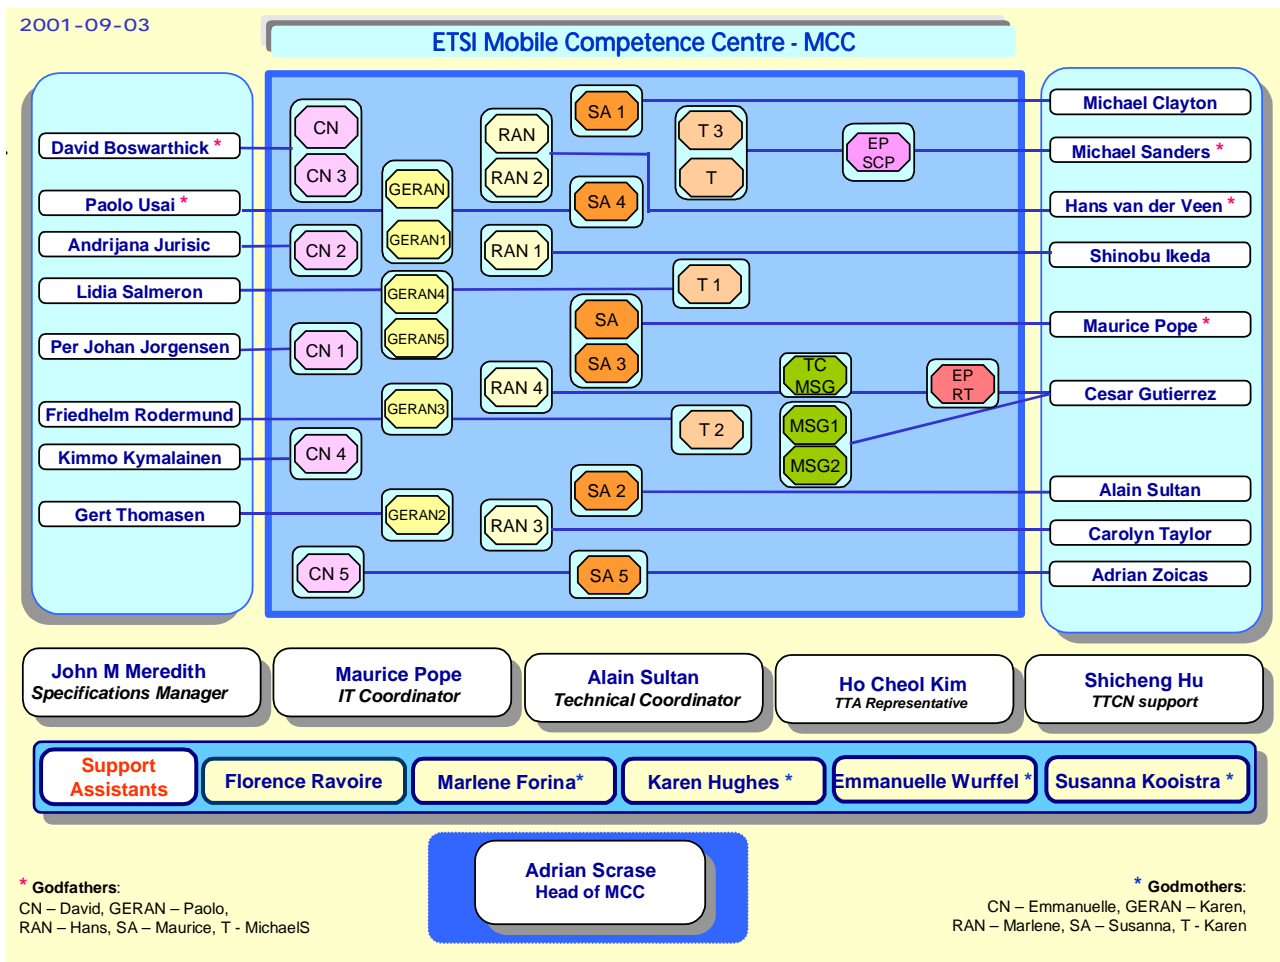 2001-09-03
ETSI Mobile Competence Centre - MCC
David Boswarthick *
Paolo Usai *
Andrijana Jurisic
Lidia Salmeron
Per Johan Jorgensen
Friedhelm Rodermund
Kimmo Kymalainen
Gert Thomasen
CN
CN 3
CN 2
CN 1
CN 4
CN 5
GERAN
GERAN1
GERAN4
GERAN5
GERAN3
GERAN2
RAN
RAN 2
RAN 1
RAN 4
RAN 3
SA 1
SA 4
SA
SA 3
SA 2
SA 5
T 3
T
T 1
T 2
TC
MSG
MSG1
MSG2
EP
SCP
EP
RT
Michael Clayton
Michael Sanders *
Hans van der Veen *
Shinobu Ikeda
Maurice Pope *
Cesar Gutierrez
Alain Sultan
Carolyn Taylor
Adrian Zoicas
John M Meredith
Specifications Manager
Maurice Pope
IT Coordinator
Alain Sultan
Technical Coordinator
Ho Cheol Kim
TTA Representative
Shicheng Hu
TTCN support
Support
Assistants
Florence Ravoire
Marlene Forina*
Karen Hughes *
Emmanuelle Wurffel *
Susanna Kooistra *
Adrian Scrase
Head of MCC
* Godfathers:
CN – David, GERAN – Paolo,
RAN – Hans, SA – Maurice, T - MichaelS
* Godmothers:
CN – Emmanuelle, GERAN – Karen,
RAN – Marlene, SA – Susanna, T - Karen